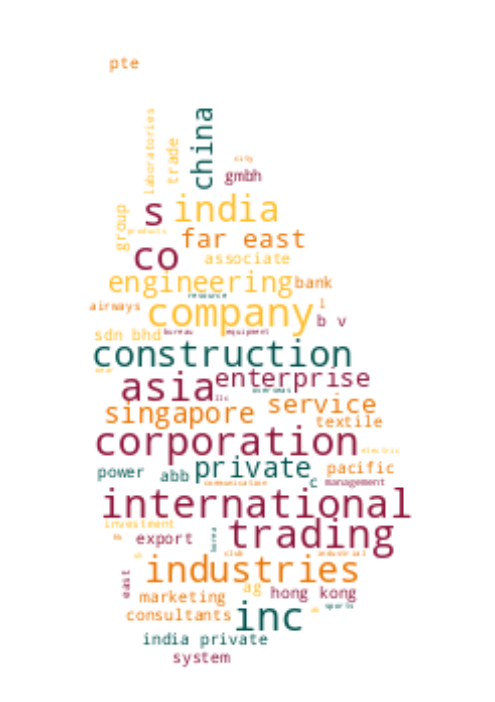 pte
laboratories
trade
china
city
gmbh
s
india
group
products
far east
co
associate
engineering
bank
resource
airways
company
l
b v
sdn bhd
bureau
equipment
construction
asia
enterprise
overseas
llc
singapore
service
textile
corporation
electric
power
abb
private
pacific
communication
c
management
international
investment
export
korea
trading
club
industrial
industries
east
ag
hong kong
marketing
sports
consultants
inc
india private
system